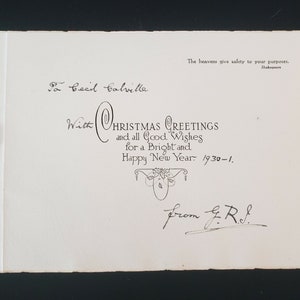 The heavens give safety to your purposes.
Shakespeare
To Cecil Colville
With CHRISTMAS GREETINGS
and all Good Wishes
for a Bright and
Happy New Year 1930-1.
from G.R.I.